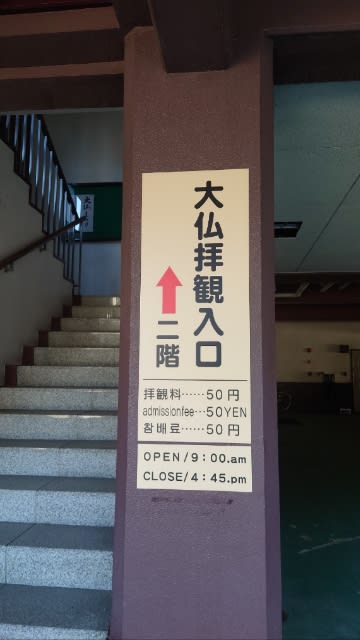 大仏拝観入口
二階
拝観料……50円
admissionfee…50YEN
참배료……50円
OPEN/9:00.am
CLOSE/4:45.pm